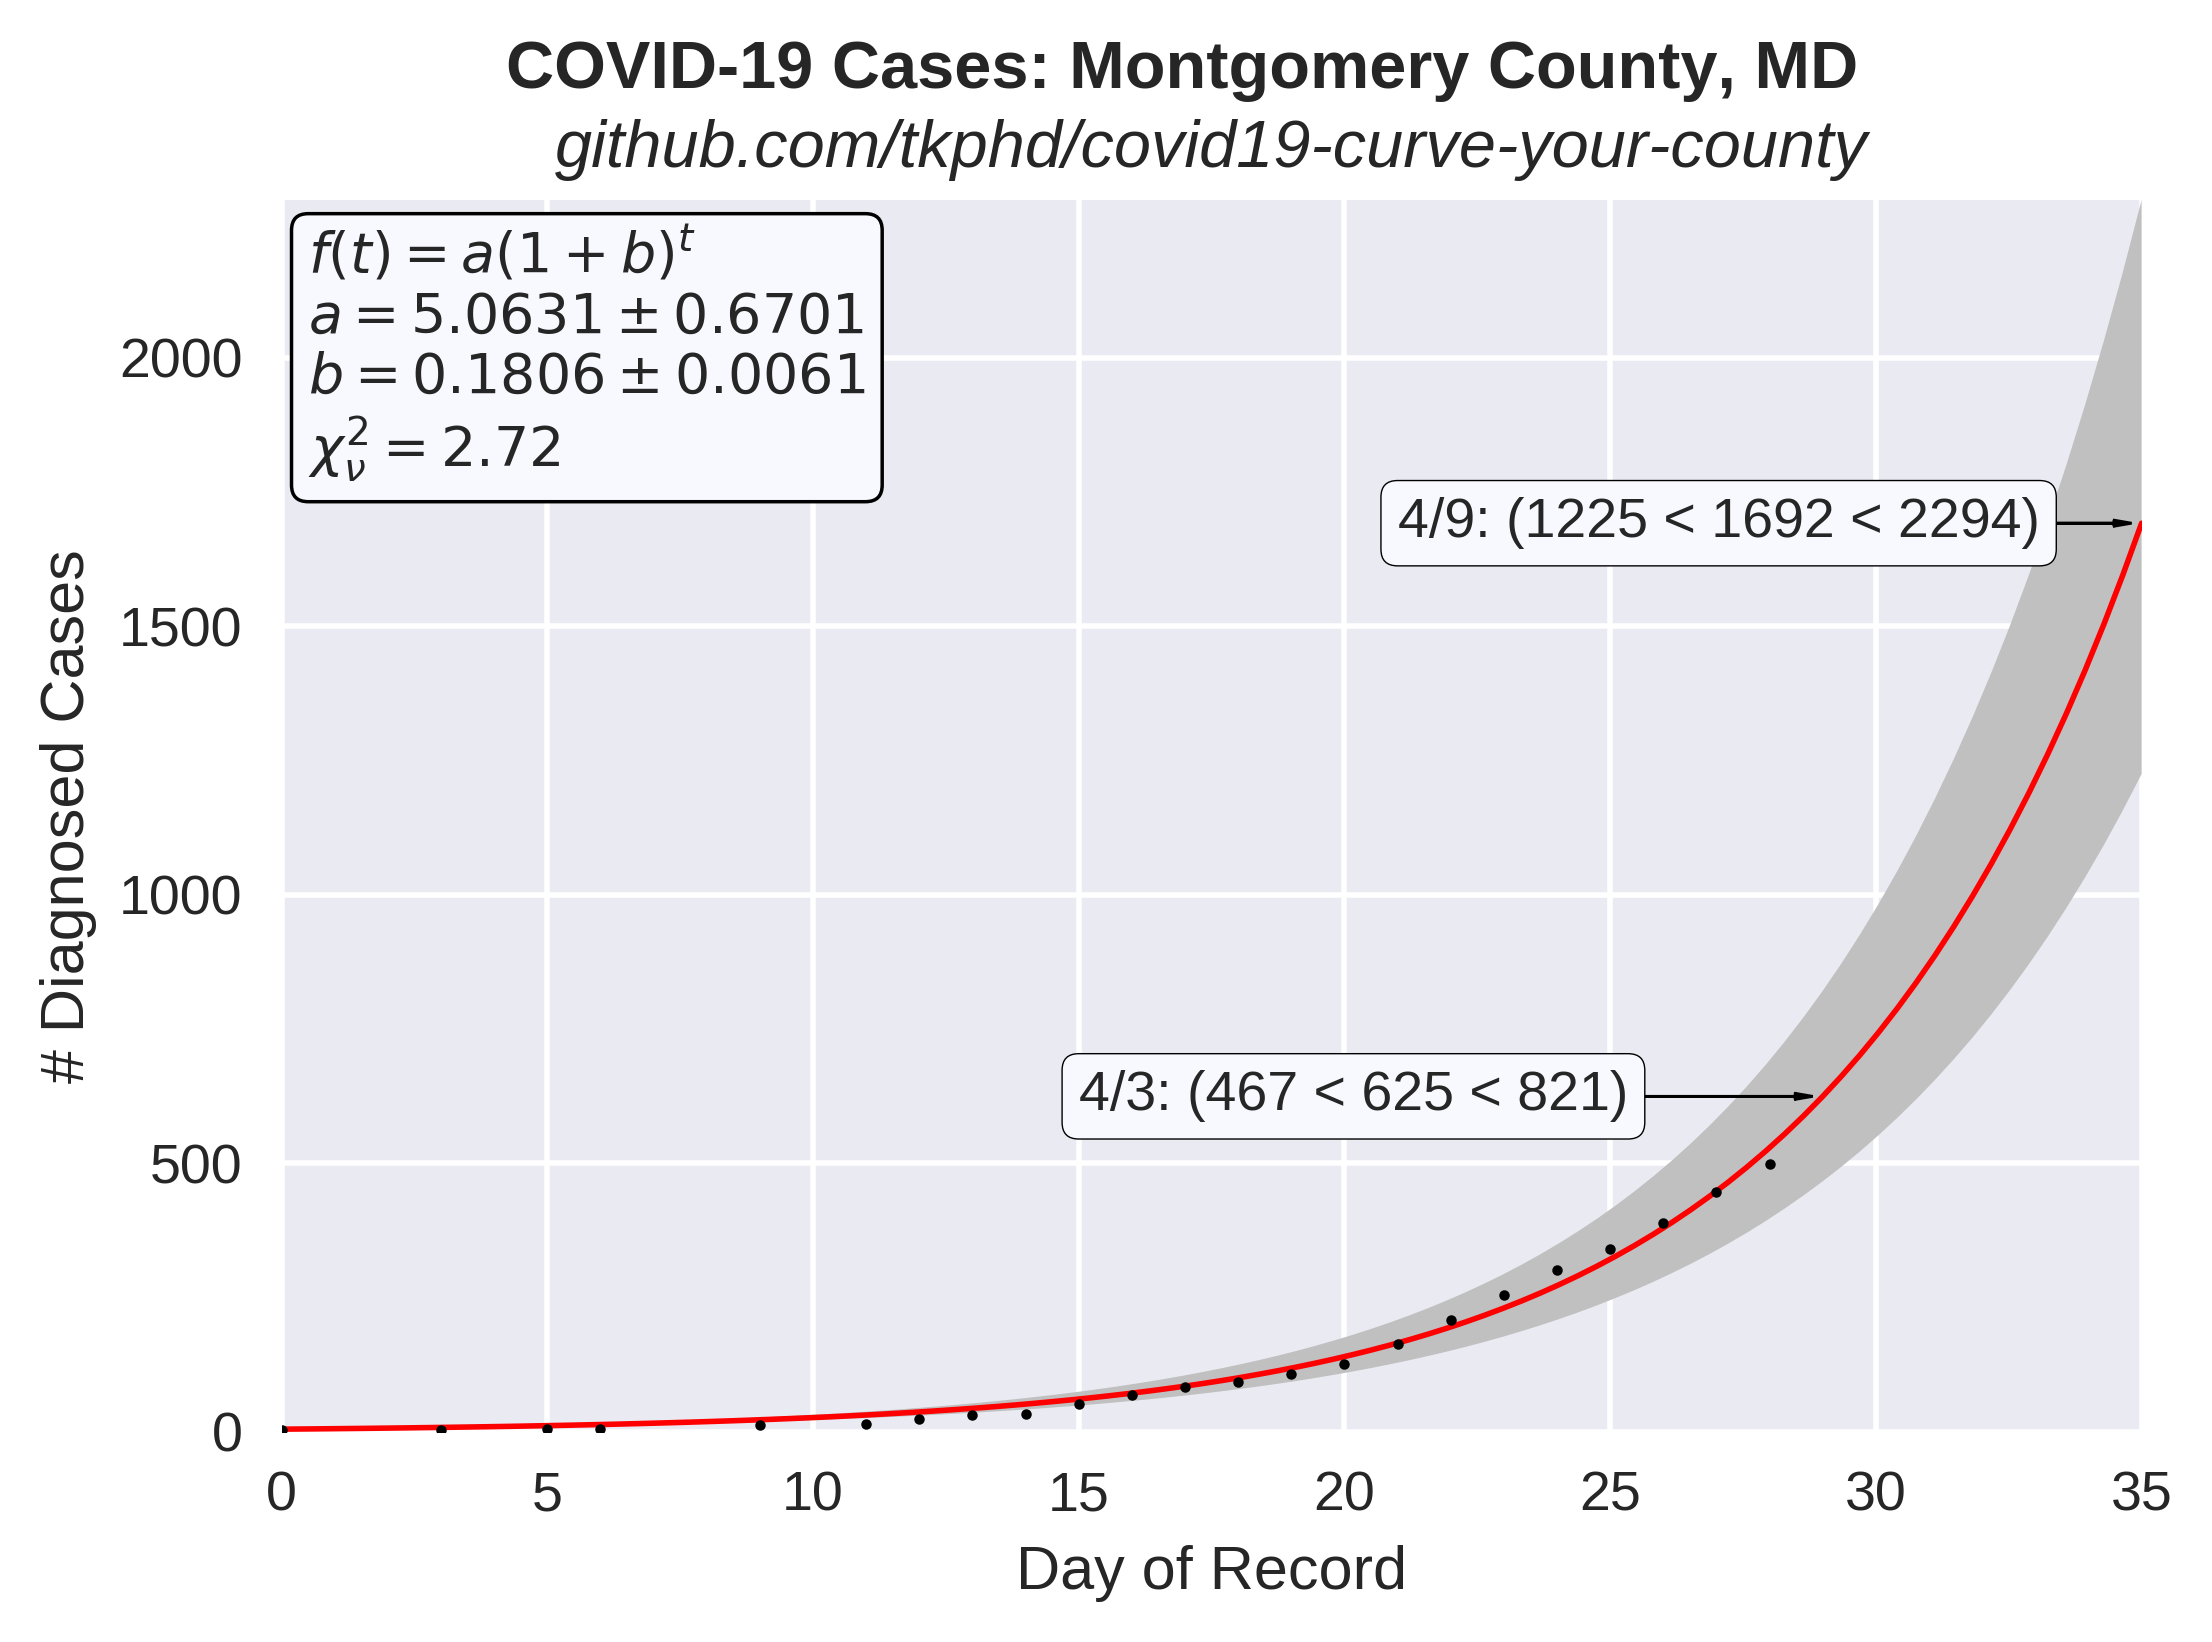 COVID-19 Cases: Montgomery County, MD
github.com/tkphd/covid19-curve-your-county
f(t) = a(1 + b)^t
a = 5.0631 ± 0.6701
b = 0.1806 ± 0.0061
χ²ᵥ = 2.72
4/9: (1225 < 1692 < 2294)
4/3: (467 < 625 < 821)
# Diagnosed Cases
2000
1500
1000
500
0
0 5 10 15 20 25 30 35
Day of Record